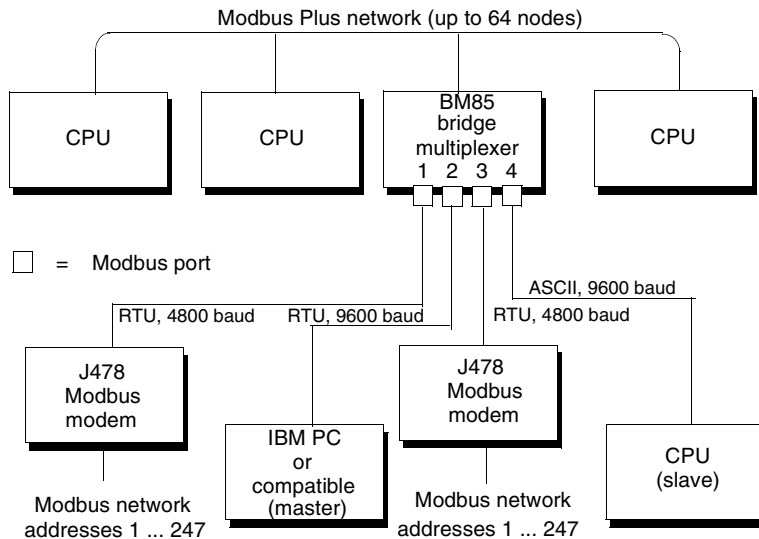 Modbus Plus network (up to 64 nodes)
CPU
CPU
BM85
bridge
multiplexer
1 2 3 4
CPU
= Modbus port
ASCII, 9600 baud
RTU, 4800 baud
RTU, 9600 baud
RTU, 4800 baud
J478
Modbus
modem
IBM PC
or
compatible
(master)
J478
Modbus
modem
CPU
(slave)
Modbus network
addresses 1 ... 247
Modbus network
addresses 1 ... 247